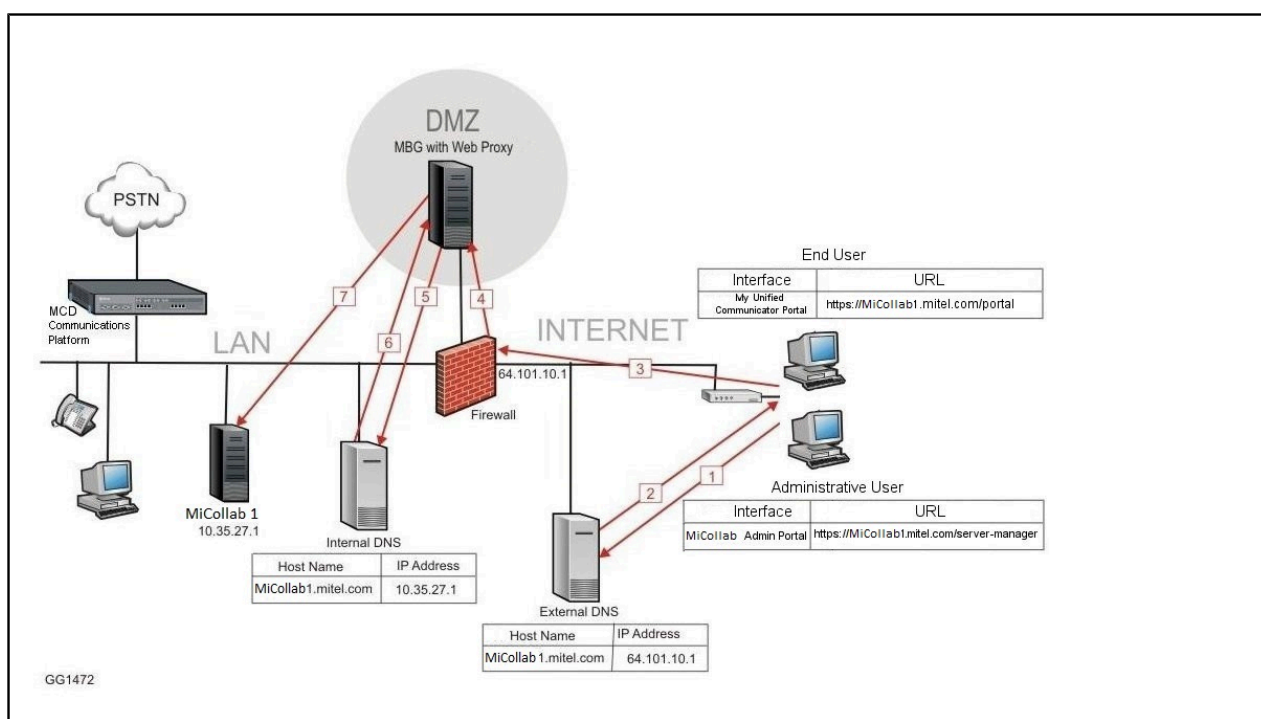 DMZ
MBG with Web Proxy
PSTN
MCD
Communications
Platform
LAN
INTERNET
7
6
5
4
3
2
1
64.101.10.1
Firewall
End User
Interface
URL
My Unified
Communicator Portal
https://MiCollab1.mitel.com/portal
Administrative User
Interface
URL
MiCollab Admin Portal
https://MiCollab1.mitel.com/server-manager
MiCollab 1
10.35.27.1
Internal DNS
Host Name
IP Address
MiCollab1.mitel.com
10.35.27.1
External DNS
Host Name
IP Address
MiCollab1.mitel.com
64.101.10.1
GG1472